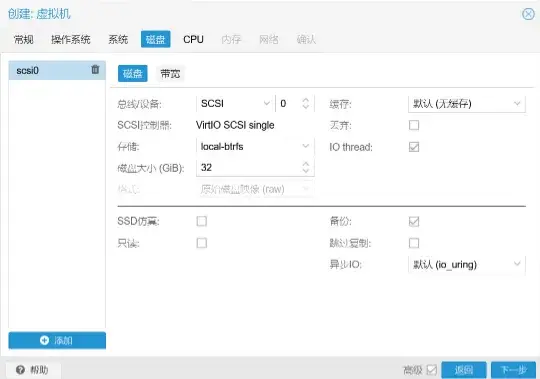 创建: 虚拟机
常规 操作系统 系统 磁盘 CPU 内存 网络 确认
scsi0
磁盘 带宽
总线/设备: SCSI 0 缓存: 默认 (无缓存)
SCSI控制器: VirtIO SCSI single 丢弃:
存储: local-btrfs IO thread:
磁盘大小 (GiB): 32
格式: 原始磁盘映像 (raw)
SSD仿真: 备份:
只读: 跳过复制:
异步IO: 默认 (io_uring)
添加
帮助 高级 返回 下一步